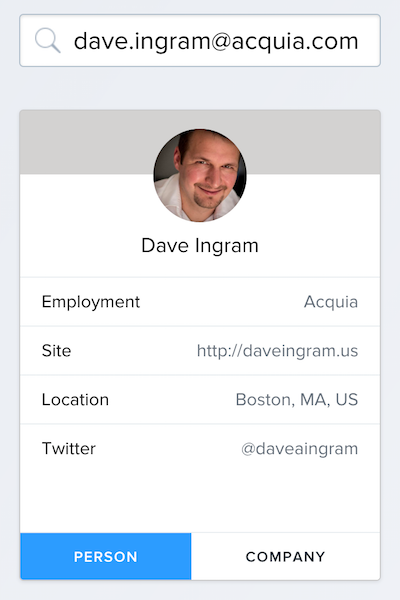 dave.ingram@acquia.com
Dave Ingram
Employment Acquia
Site http://daveingram.us
Location Boston, MA, US
Twitter @daveaingram
PERSON COMPANY